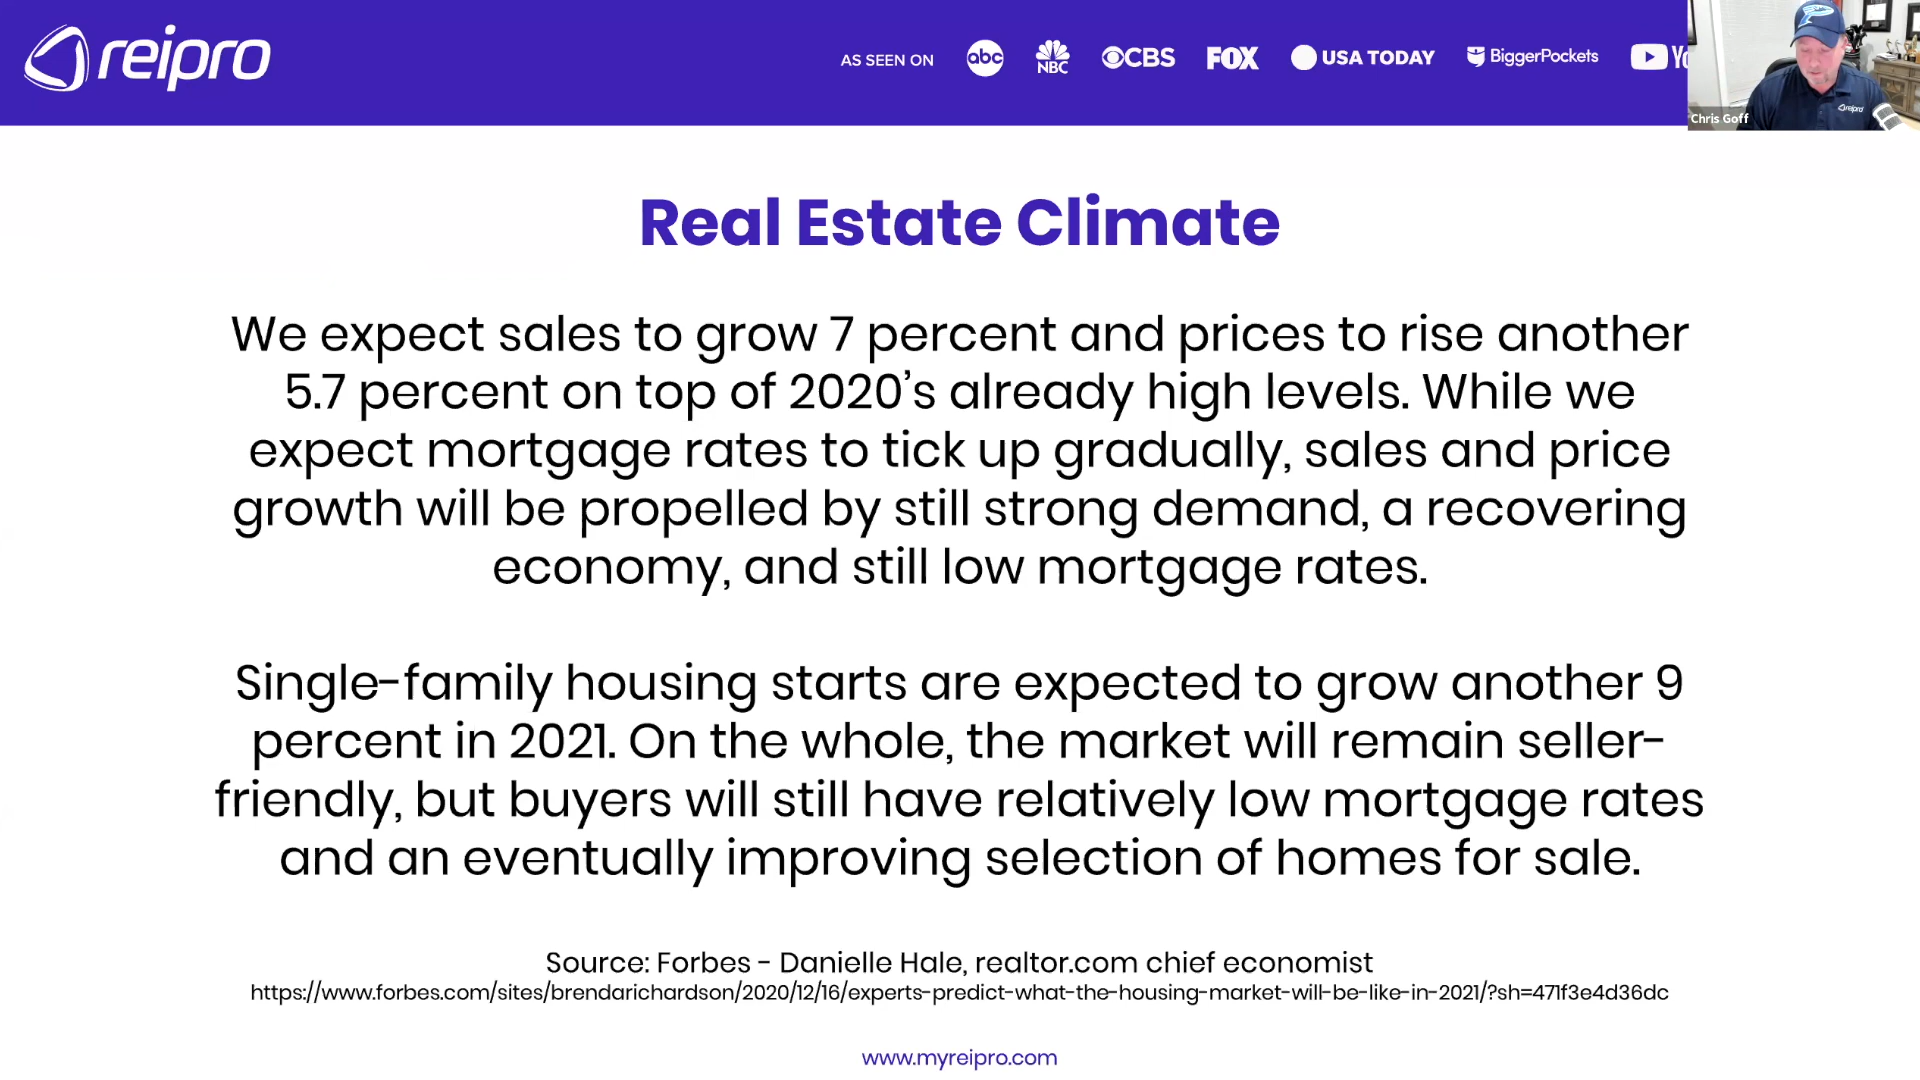 reipro
AS SEEN ON abc NBC CBS FOX USA TODAY BiggerPockets
Chris Goff
reipro
Real Estate Climate
We expect sales to grow 7 percent and prices to rise another
5.7 percent on top of 2020’s already high levels. While we
expect mortgage rates to tick up gradually, sales and price
growth will be propelled by still strong demand, a recovering
economy, and still low mortgage rates.
Single-family housing starts are expected to grow another 9
percent in 2021. On the whole, the market will remain seller-
friendly, but buyers will still have relatively low mortgage rates
and an eventually improving selection of homes for sale.
Source: Forbes - Danielle Hale, realtor.com chief economist
https://www.forbes.com/sites/brendarichardson/2020/12/16/experts-predict-what-the-housing-market-will-be-like-in-2021/?sh=471f3e4d36dc
www.myreipro.com